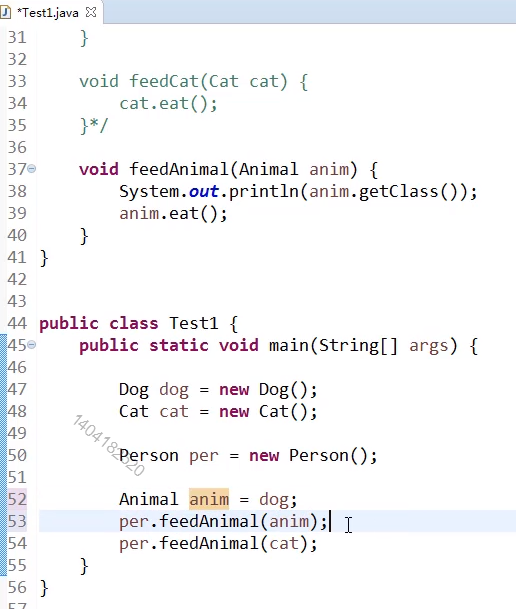 *Test1.java
31 }
32
33 void feedCat(Cat cat) {
34 cat.eat();
35 }*/
36
37 void feedAnimal(Animal anim) {
38 System.out.println(anim.getClass());
39 anim.eat();
40 }
41 }
42
43
44 public class Test1 {
45 public static void main(String[] args) {
46
47 Dog dog = new Dog();
48 Cat cat = new Cat();
49
50 Person per = new Person();
51
52 Animal anim = dog;
53 per.feedAnimal(anim);
54 per.feedAnimal(cat);
55 }
56 }
57